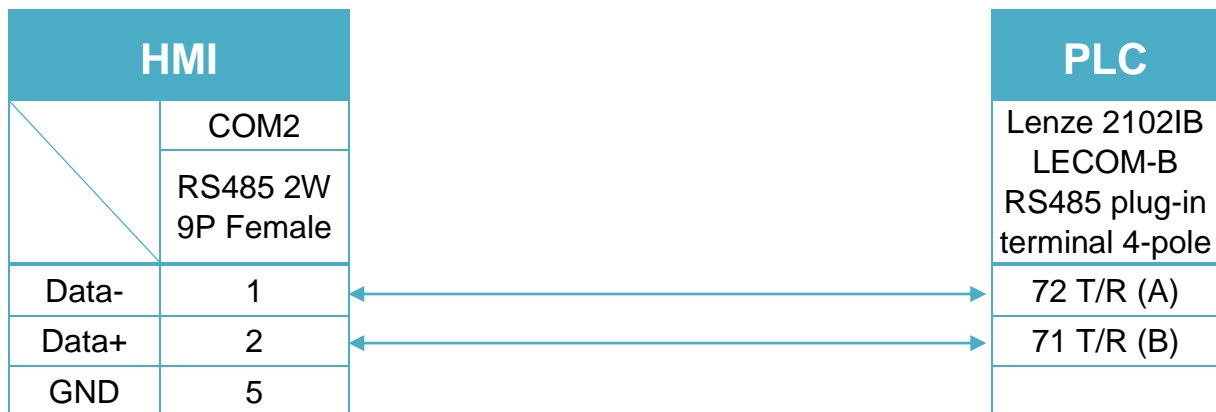 HMI
PLC
COM2
RS485 2W
9P Female
Lenze 2102IB
LECOM-B
RS485 plug-in
terminal 4-pole
Data- 1 72 T/R (A)
Data+ 2 71 T/R (B)
GND 5